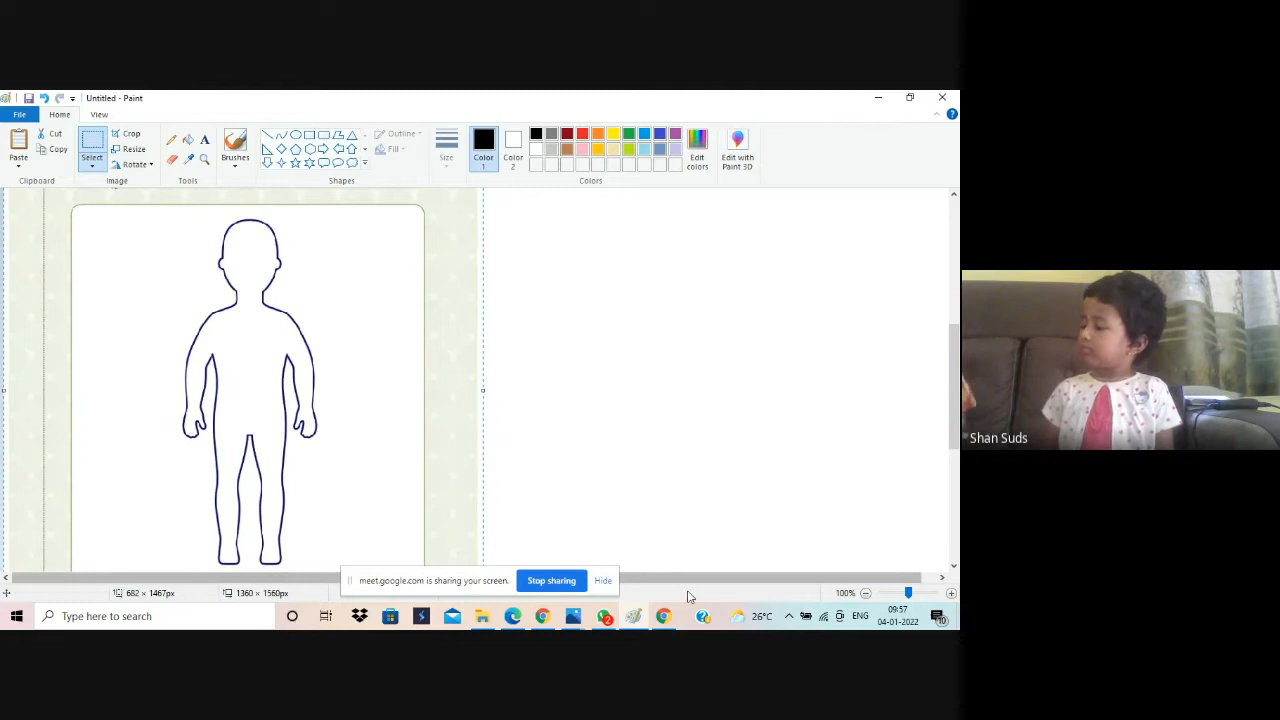 Untitled - Paint
File Home View
Paste
Cut
Copy
Clipboard
Select
Crop
Resize
Rotate
Image
Tools
Brushes
Shapes
Outline
Fill
Size
Color 1
Color 2
Colors
Edit colors
Edit with Paint 3D
Shan Suds
meet.google.com is sharing your screen. Stop sharing Hide
682 × 1467px 1360 × 1560px 100%
Type here to search
2
26°C
ENG
09:57
04-01-2022
10